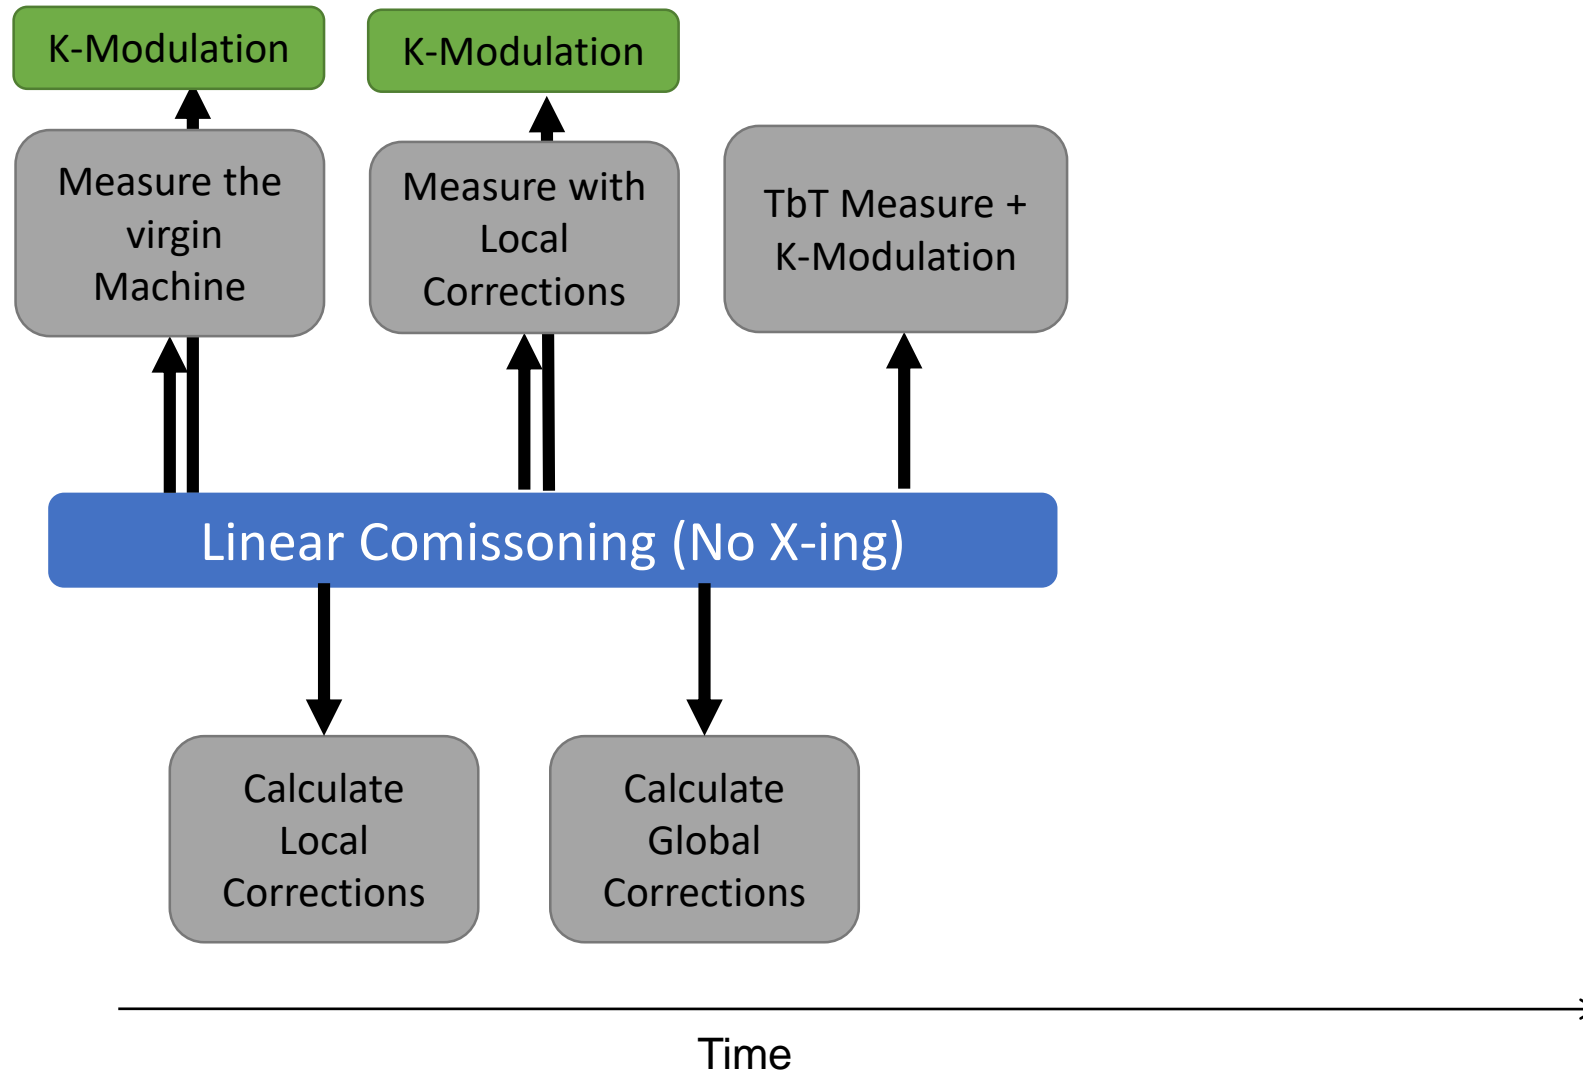 K-Modulation
K-Modulation
Measure the
virgin
Machine
Measure with
Local
Corrections
TbT Measure +
K-Modulation
Linear Comissoning (No X-ing)
Calculate
Local
Corrections
Calculate
Global
Corrections
Time